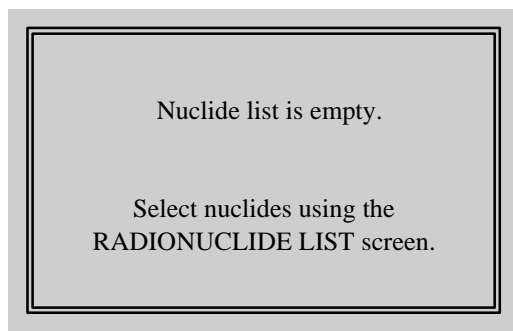 Nuclide list is empty.
Select nuclides using the
RADIONUCLIDE LIST screen.